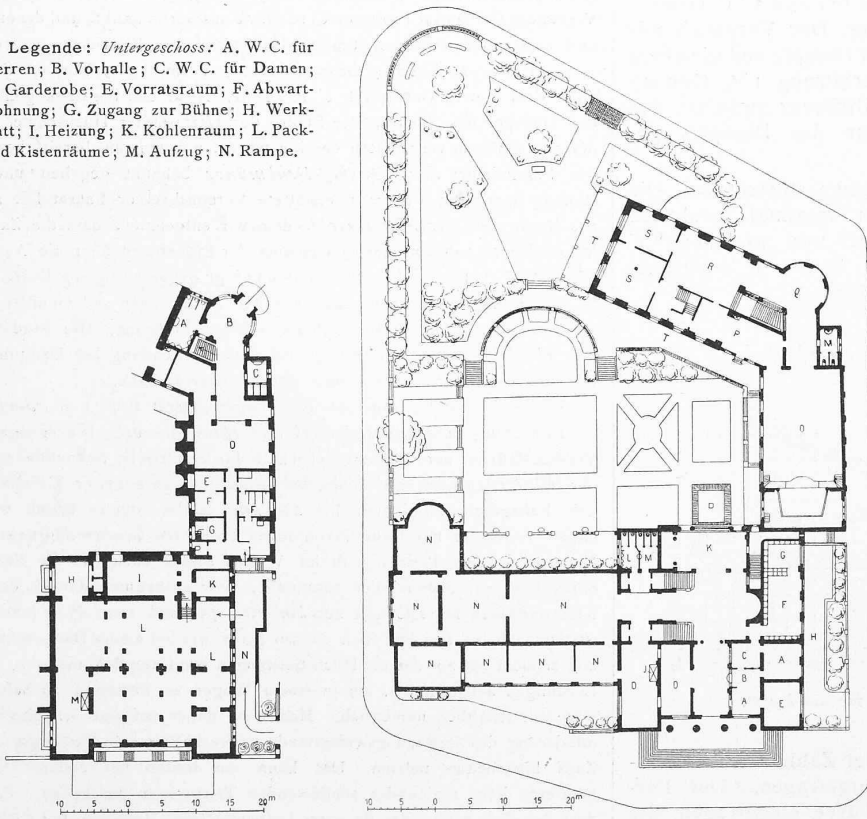 Legende: Untergeschoss: A. W.C. für
erren; B. Vorhalle; C. W.C. für Damen;
Garderobe; E. Vorratsraum; F. Abwart-
ohnung; G. Zugang zur Bühne; H. Werk-
att; I. Heizung; K. Kohlenraum; L. Pack-
d Kistenräume; M. Aufzug; N. Rampe.
S
T
S
R
Q
P
T
M
O
A
B
C
D
E
F
G
K
L
M
N
N
N
N
N
N
N
N
N
D
L
M
K
G
F
H
J
D
D
C
B
A
A
E
10 5 0 5 10 15 20m
10 5 0 5 10 15 20m